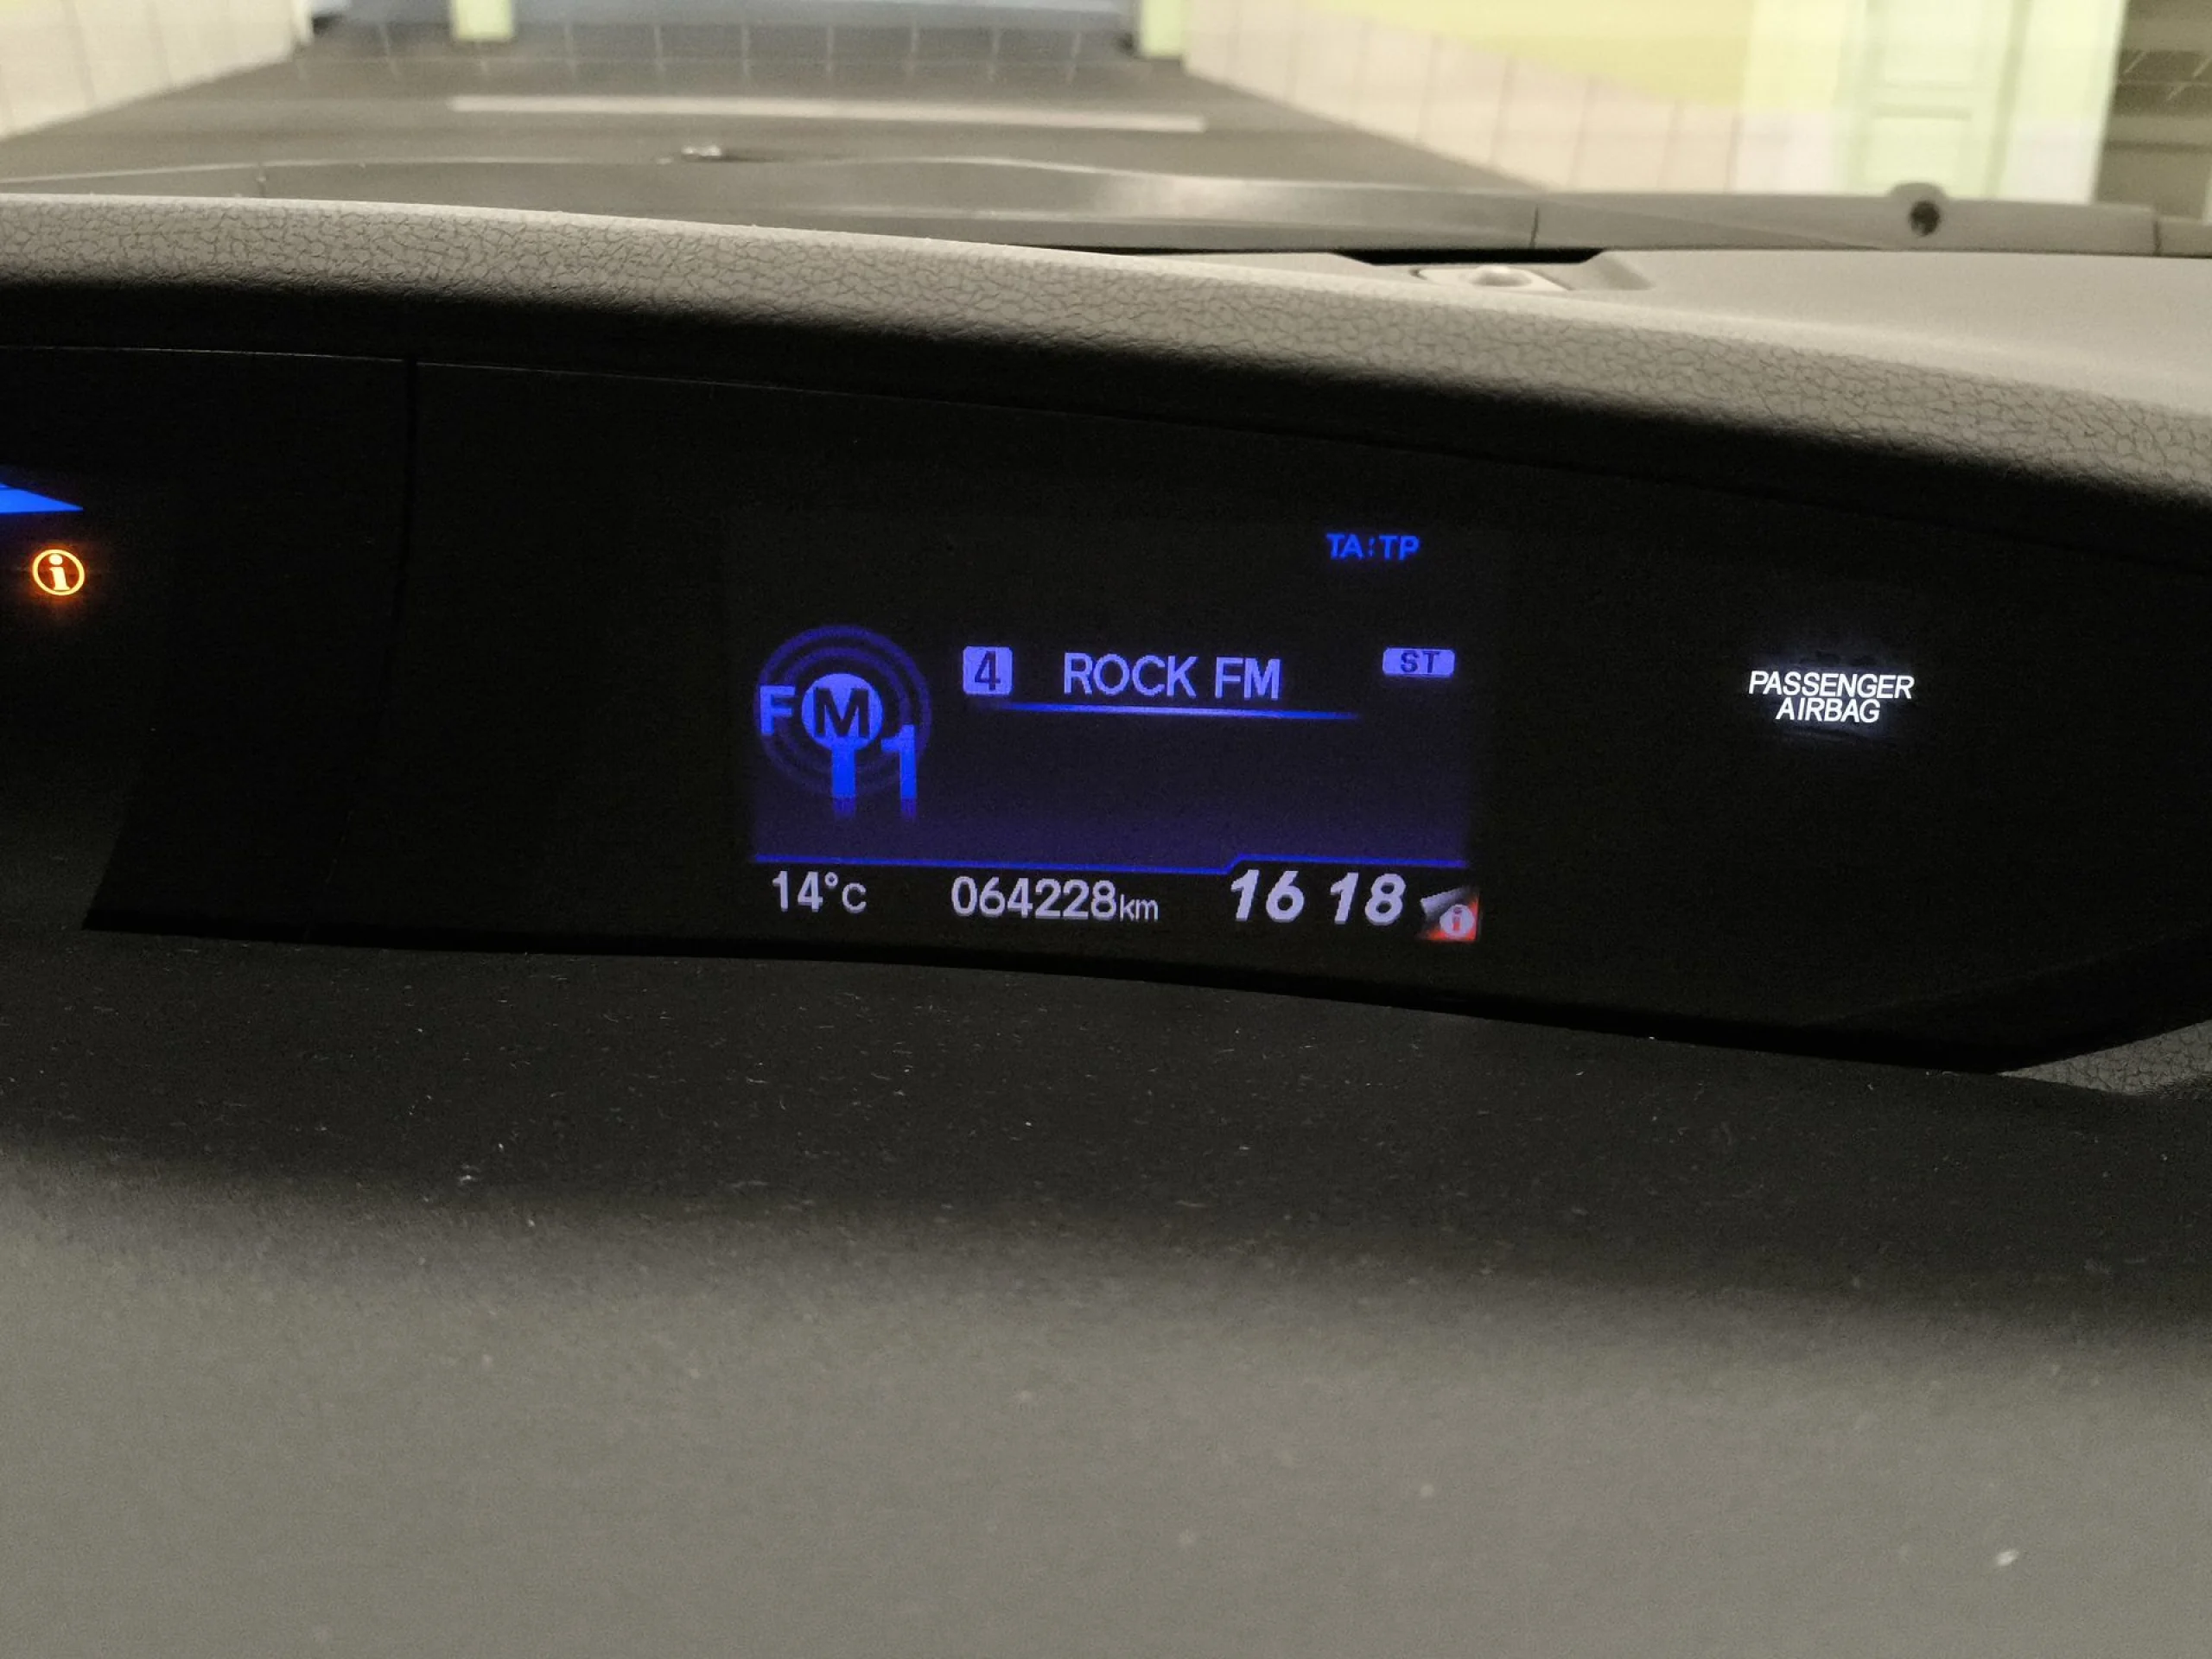 TA TP
FM1
4 ROCK FM ST
PASSENGER
AIRBAG
14°C 064228km 16 18